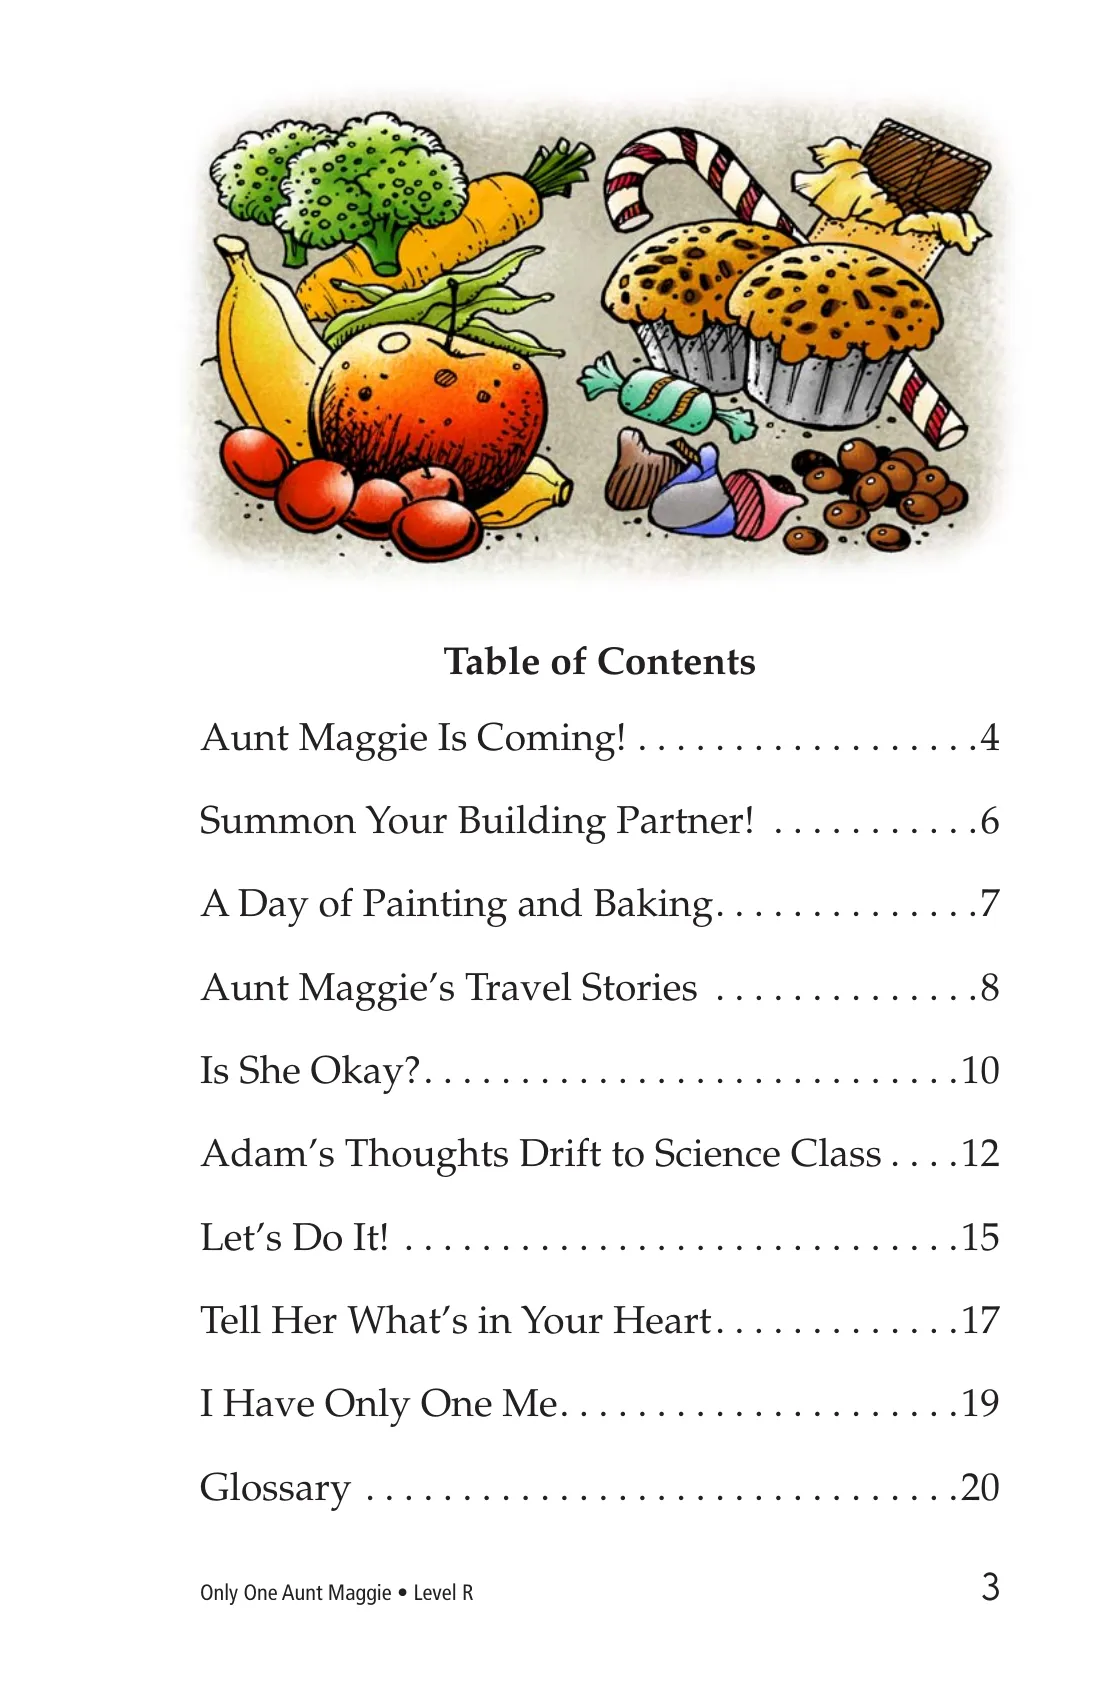 Table of Contents
Aunt Maggie Is Coming! . . . . . . . . . . . . . . . . . .4
Summon Your Building Partner! . . . . . . . . . . .6
A Day of Painting and Baking. . . . . . . . . . . . . .7
Aunt Maggie’s Travel Stories . . . . . . . . . . . . . .8
Is She Okay?. . . . . . . . . . . . . . . . . . . . . . . . . . . .10
Adam’s Thoughts Drift to Science Class . . . .12
Let’s Do It! . . . . . . . . . . . . . . . . . . . . . . . . . . . . .15
Tell Her What’s in Your Heart. . . . . . . . . . . . .17
I Have Only One Me. . . . . . . . . . . . . . . . . . . . .19
Glossary . . . . . . . . . . . . . . . . . . . . . . . . . . . . . . .20
Only One Aunt Maggie • Level R 3